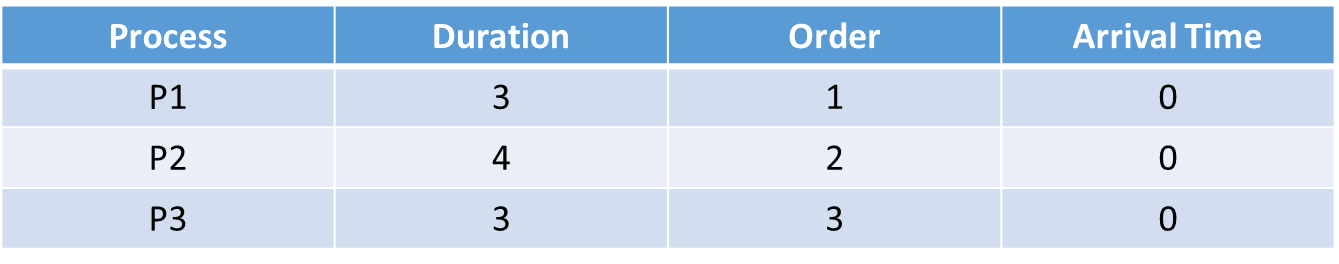 Process Duration Order Arrival Time
P1 3 1 0
P2 4 2 0
P3 3 3 0